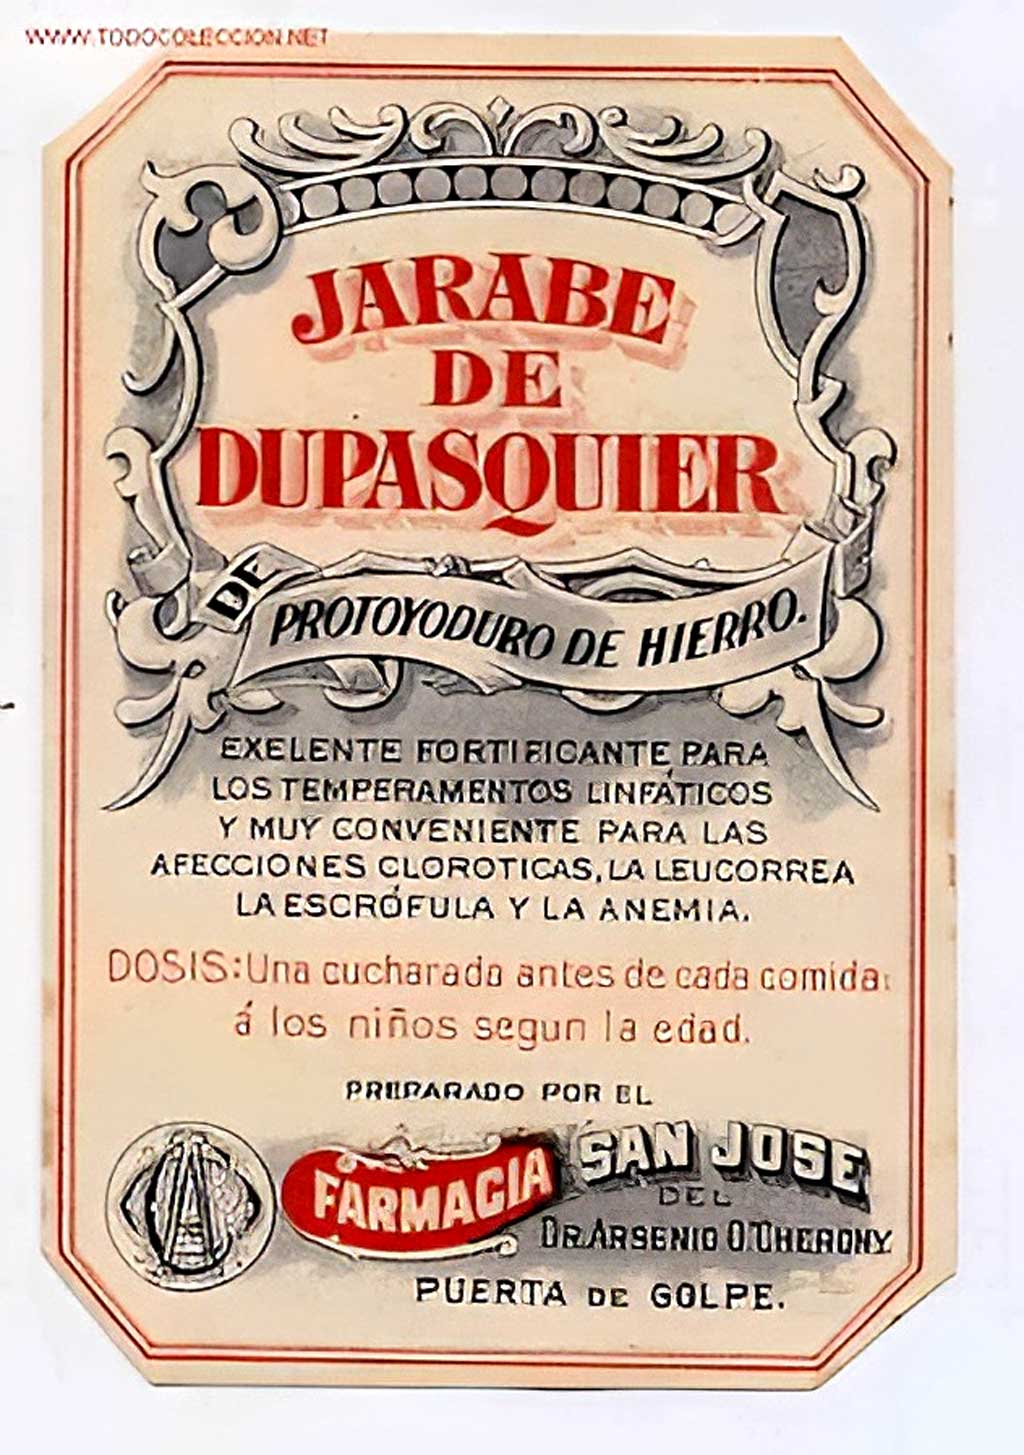 WWW.TODOCOLECCION.NET
JARABE
DE
DUPASQUIER
DE PROTOYODURO DE HIERRO.
EXELENTE FORTIFICANTE PARA
LOS TEMPERAMENTOS LINFÁTICOS
Y MUY CONVENIENTE PARA LAS
AFECCIONES CLOROTICAS, LA LEUCORREA
LA ESCRÓFULA Y LA ANEMIA.
DOSIS: Una cucharada antes de cada comida:
á los niños segun la edad.
PREPARADO POR EL
FARMACIA SAN JOSE
DEL
DR. ARSENIO O'THERONY
PUERTA DE GOLPE.